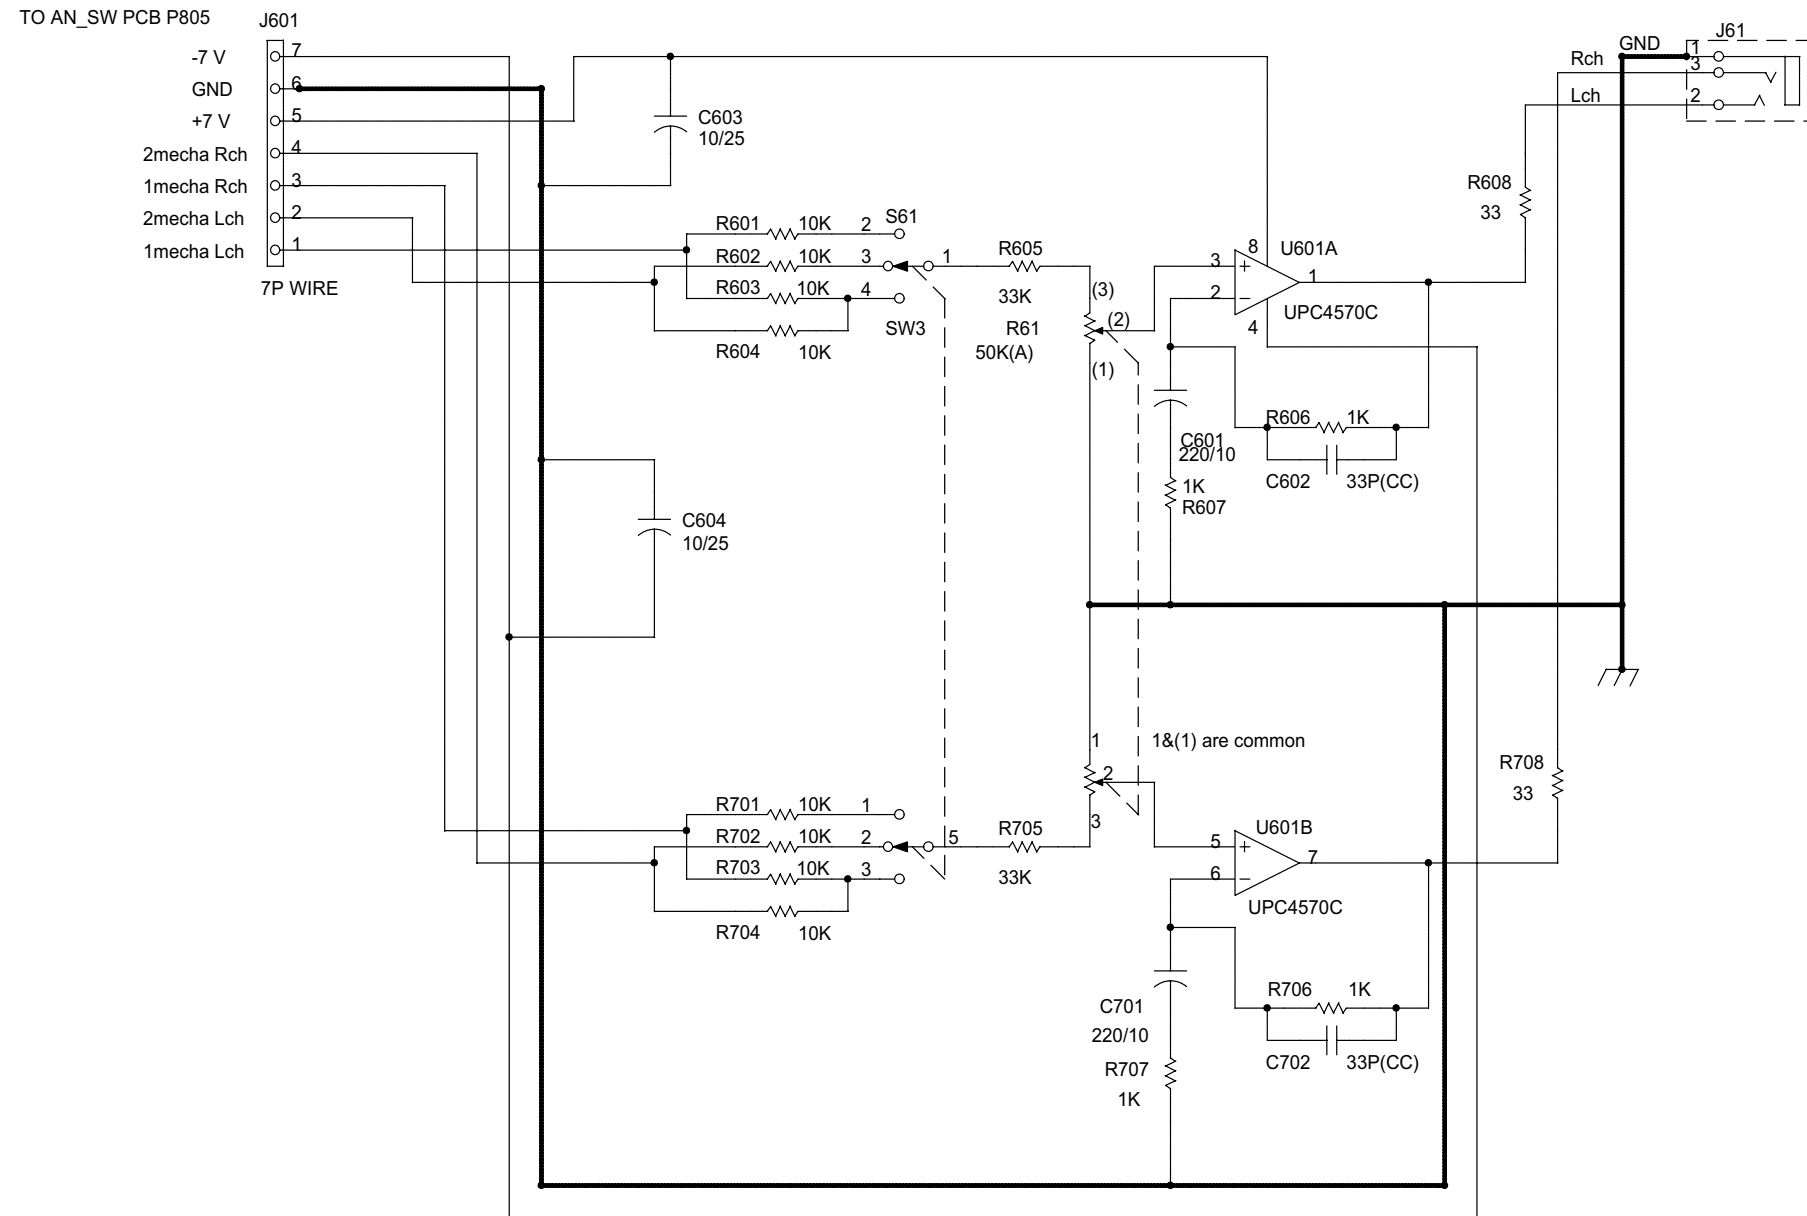 TO AN_SW PCB P805
J601
-7 V 7
GND 6
+7 V 5
2mecha Rch 4
1mecha Rch 3
2mecha Lch 2
1mecha Lch 1
7P WIRE
C603
10/25
R601 10K 2 S61
R602 10K 3 1
R603 10K 4
R604 10K
SW3
R605
33K
(3)
R61 (2)
50K(A)
(1)
3 + 8 U601A
2 − 1
4 UPC4570C
R606 1K
C602 33P(CC)
C601
220/10
1K
R607
R608
33
J61
GND 1
Rch 3
Lch 2
C604
10/25
1
1&(1) are common
2
3
R708
33
R701 10K 1
R702 10K 2 5
R703 10K 3
R704 10K
R705
33K
U601B
5 +
7
6 −
UPC4570C
R706 1K
C702 33P(CC)
C701
220/10
R707
1K